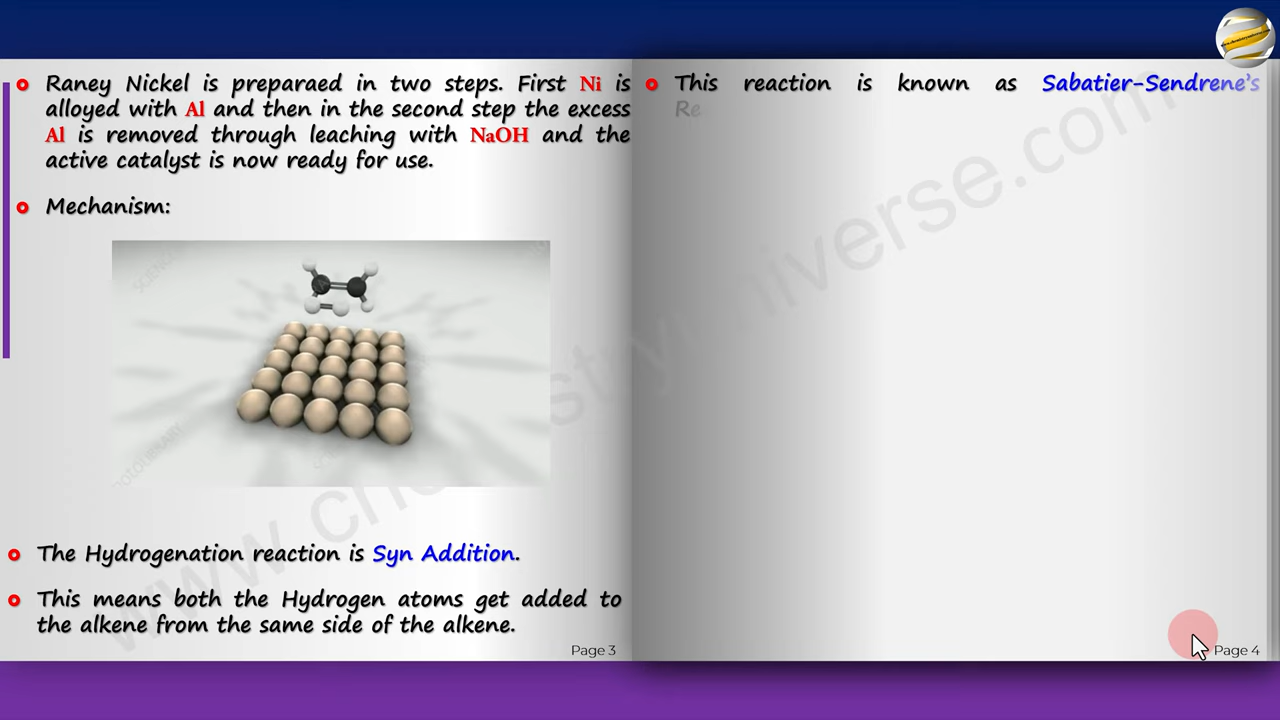 Raney Nickel is preparaed in two steps. First Ni is
alloyed with Al and then in the second step the excess
Al is removed through leaching with NaOH and the
active catalyst is now ready for use.
Mechanism:
The Hydrogenation reaction is Syn Addition.
This means both the Hydrogen atoms get added to
the alkene from the same side of the alkene.
Page 3
This reaction is known as Sabatier-Sendrene's
Re
Page 4